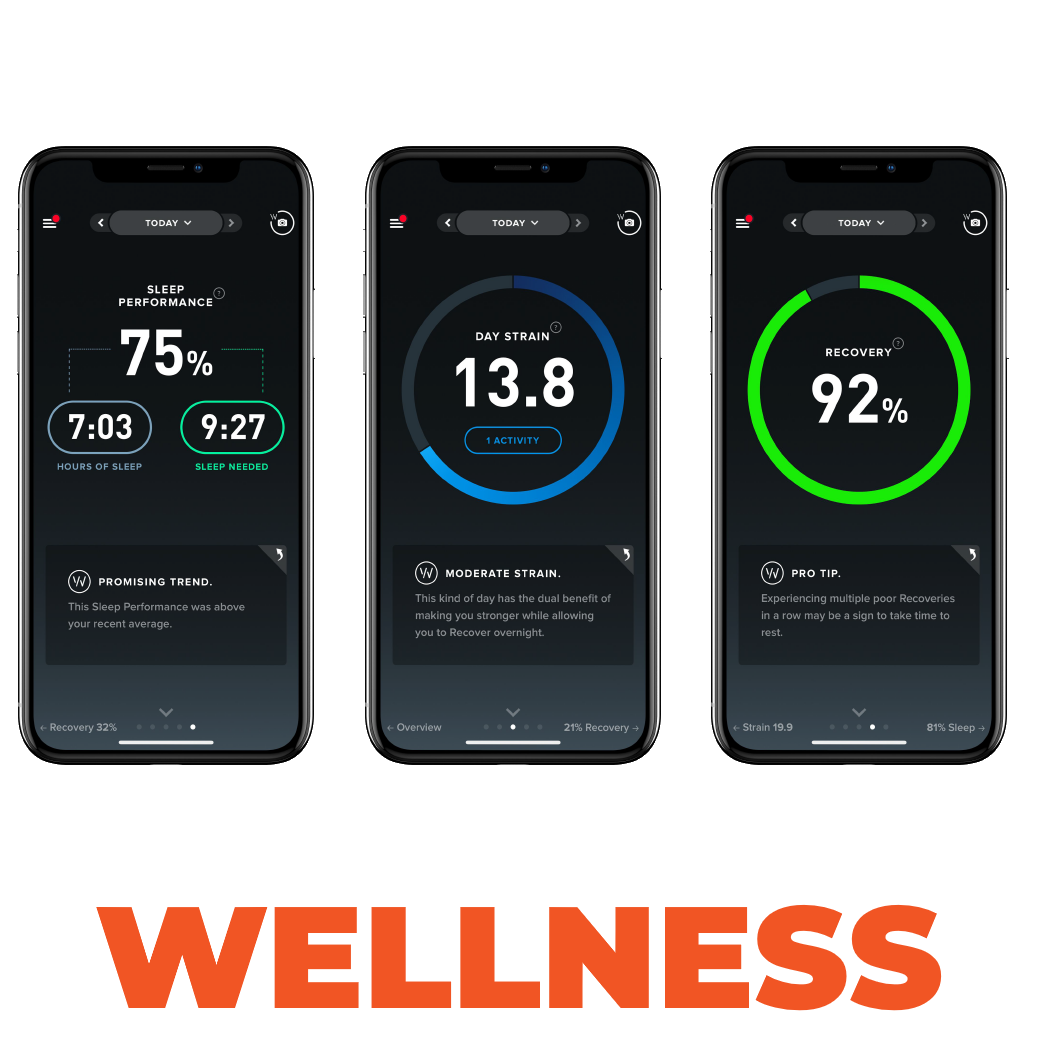 TODAY
SLEEP
PERFORMANCE ?
75%
7:03
9:27
HOURS OF SLEEP
SLEEP NEEDED
W PROMISING TREND.
This Sleep Performance was above
your recent average.
← Recovery 32%
TODAY
DAY STRAIN ?
13.8
1 ACTIVITY
W MODERATE STRAIN.
This kind of day has the dual benefit of
making you stronger while allowing
you to Recover overnight.
← Overview
21% Recovery →
TODAY
RECOVERY ?
92%
W PRO TIP.
Experiencing multiple poor Recoveries
in a row may be a sign to take time to
rest.
← Strain 19.9
81% Sleep →
WELLNESS